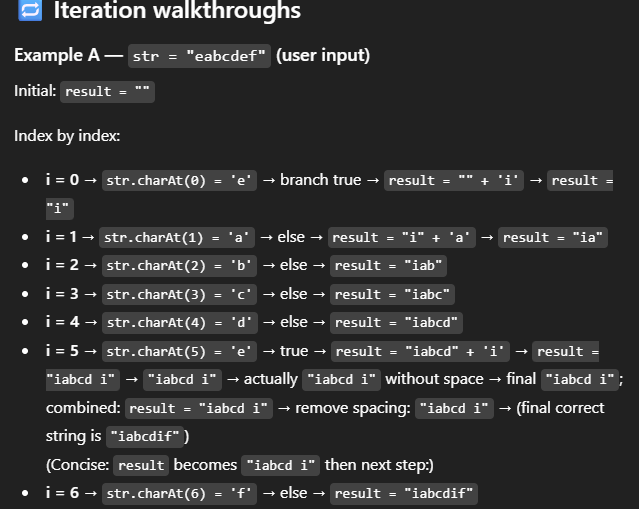 🔁 Iteration walkthroughs
Example A — str = "eabcdef" (user input)
Initial: result = ""
Index by index:
• i = 0 → str.charAt(0) = 'e' → branch true → result = "" + 'i' → result =
"i"
• i = 1 → str.charAt(1) = 'a' → else → result = "i" + 'a' → result = "ia"
• i = 2 → str.charAt(2) = 'b' → else → result = "iab"
• i = 3 → str.charAt(3) = 'c' → else → result = "iabc"
• i = 4 → str.charAt(4) = 'd' → else → result = "iabcd"
• i = 5 → str.charAt(5) = 'e' → true → result = "iabcd" + 'i' → result =
"iabcd i" → "iabcd i" → actually "iabcd i" without space → final "iabcd i";
combined: result = "iabcd i" → remove spacing: "iabcd i" → (final correct
string is "iabcdif")
(Concise: result becomes "iabcd i" then next step:)
• i = 6 → str.charAt(6) = 'f' → else → result = "iabcdif"